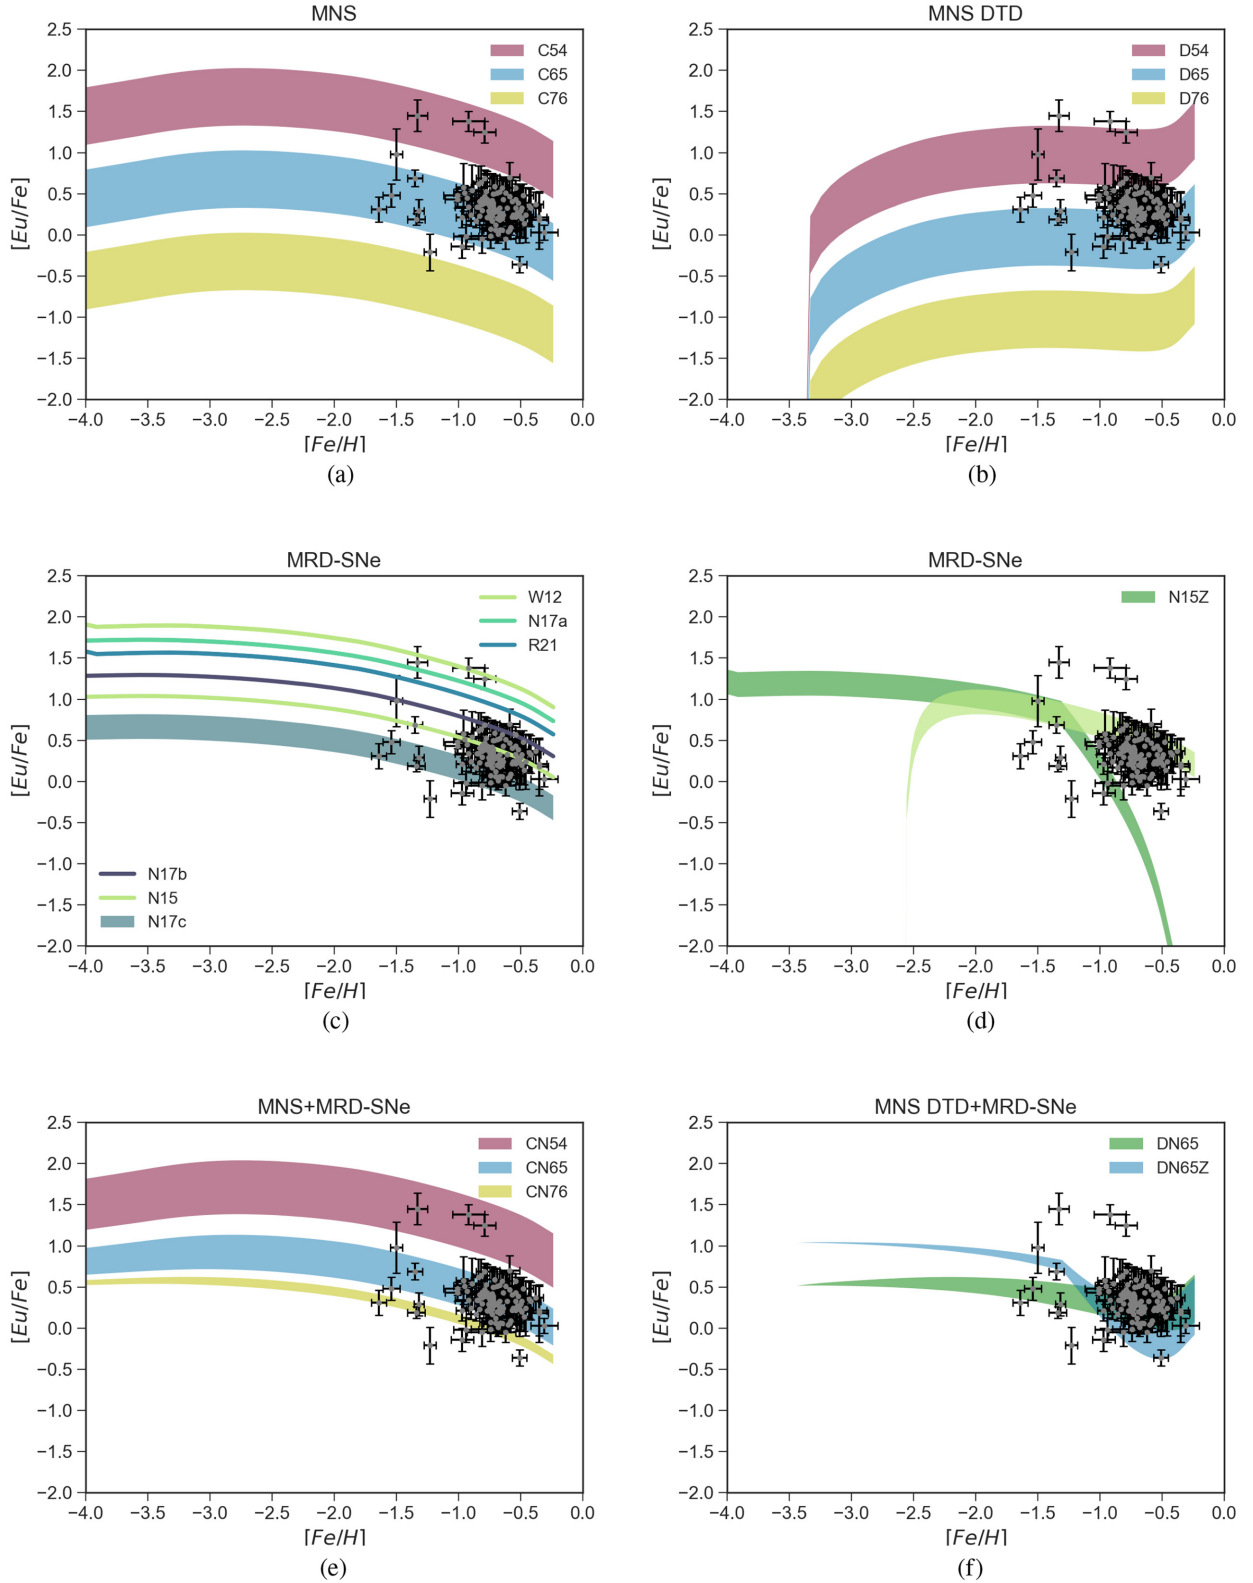 MNS
2.5
2.0
1.5
1.0
0.5
0.0
−0.5
−1.0
−1.5
−2.0
[Eu/Fe]
C54
C65
C76
−4.0 −3.5 −3.0 −2.5 −2.0 −1.5 −1.0 −0.5 0.0
[Fe/H]
(a)
MNS DTD
2.5
2.0
1.5
1.0
0.5
0.0
−0.5
−1.0
−1.5
−2.0
[Eu/Fe]
D54
D65
D76
−4.0 −3.5 −3.0 −2.5 −2.0 −1.5 −1.0 −0.5 0.0
[Fe/H]
(b)
MRD-SNe
2.5
2.0
1.5
1.0
0.5
0.0
−0.5
−1.0
−1.5
−2.0
[Eu/Fe]
W12
N17a
R21
N17b
N15
N17c
−4.0 −3.5 −3.0 −2.5 −2.0 −1.5 −1.0 −0.5 0.0
[Fe/H]
(c)
MRD-SNe
2.5
2.0
1.5
1.0
0.5
0.0
−0.5
−1.0
−1.5
−2.0
[Eu/Fe]
N15Z
−4.0 −3.5 −3.0 −2.5 −2.0 −1.5 −1.0 −0.5 0.0
[Fe/H]
(d)
MNS+MRD-SNe
2.5
2.0
1.5
1.0
0.5
0.0
−0.5
−1.0
−1.5
−2.0
[Eu/Fe]
CN54
CN65
CN76
−4.0 −3.5 −3.0 −2.5 −2.0 −1.5 −1.0 −0.5 0.0
[Fe/H]
(e)
MNS DTD+MRD-SNe
2.5
2.0
1.5
1.0
0.5
0.0
−0.5
−1.0
−1.5
−2.0
[Eu/Fe]
DN65
DN65Z
−4.0 −3.5 −3.0 −2.5 −2.0 −1.5 −1.0 −0.5 0.0
[Fe/H]
(f)